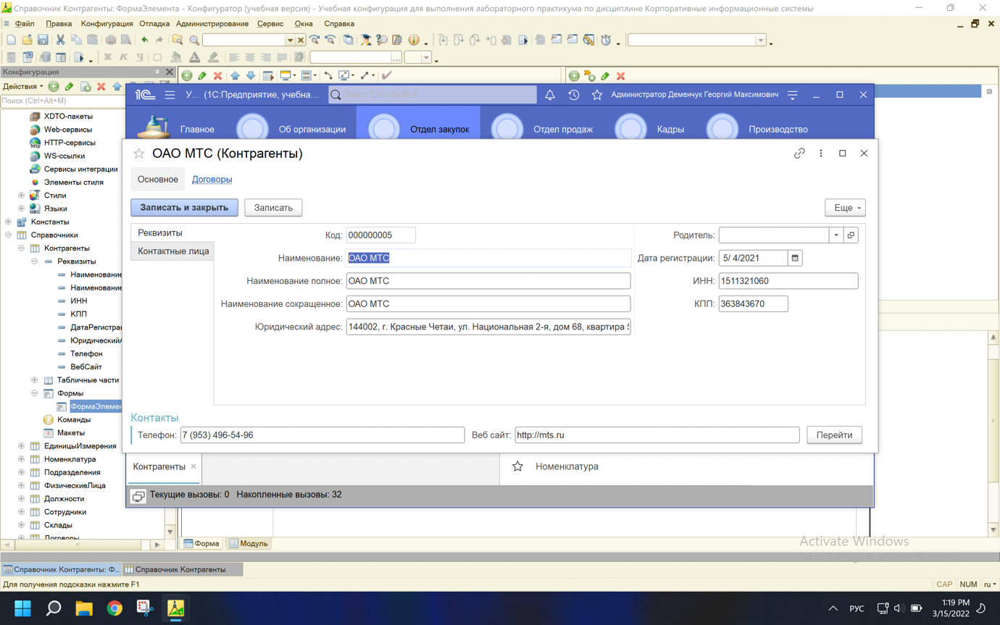 Справочник Контрагенты: ФормаЭлемента - Конфигуратор (учебная версия) - Учебная конфигурация для выполнения лабораторного практикума по дисциплине Корпоративные информационные системы
Файл Правка Конфигурация Отладка Администрирование Сервис Окна Справка
Ж К Ч
Конфигурация
Действия
Поиск (Ctrl+Alt+M)
XDTO-пакеты
Web-сервисы
HTTP-сервисы
WS-ссылки
Сервисы интеграции
Элементы стиля
Стили
Языки
Константы
Справочники
Контрагенты
Реквизиты
Наименование
Наименование
ИНН
КПП
ДатаРегистра
Юридический
Телефон
ВебСайт
Табличные части
Формы
ФормаЭлемен
Команды
Макеты
ЕдиницыИзмерения
Номенклатура
Подразделения
ФизическиеЛица
Должности
Сотрудники
Склады
Договоры
У... (1С:Предприятие, учебна...
Поиск Ctrl+Shift+F
Администратор Деменчук Георгий Максимович
Главное
Об организации
Отдел закупок
Отдел продаж
Кадры
Производство
ОАО МТС (Контрагенты)
Основное Договоры
Записать и закрыть Записать Еще
Реквизиты
Контактные лица
Код: 000000005
Родитель:
Наименование: ОАО МТС
Дата регистрации: 5/ 4/2021
Наименование полное: ОАО МТС
ИНН: 1511321060
Наименование сокращенное: ОАО МТС
КПП: 363843670
Юридический адрес: 144002, г. Красные Четаи, ул. Национальная 2-я, дом 68, квартира
Контакты
Телефон: 7 (953) 496-54-96 Веб сайт: http://mts.ru Перейти
Контрагенты
Номенклатура
Текущие вызовы: 0 Накопленные вызовы: 32
Форма Модуль
Activate Windows
Go to Settings to activate Windows.
Справочник Контрагенты: Ф... Справочник Контрагенты
Для получения подсказки нажмите F1
CAP NUM ru
РУС
1:19 PM
3/15/2022